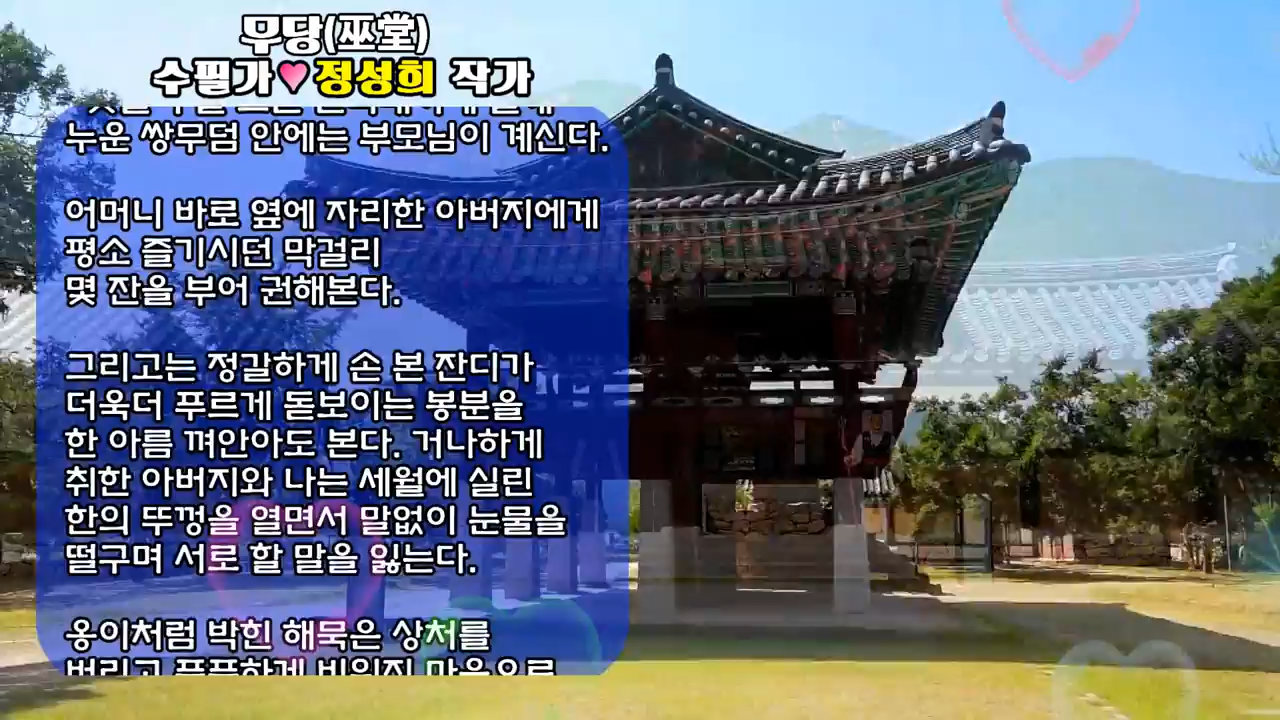 무당(巫堂)
수필가♥정성희 작가
누운 쌍무덤 안에는 부모님이 계신다.
어머니 바로 옆에 자리한 아버지에게
평소 즐기시던 막걸리
몇 잔을 부어 권해본다.
그리고는 정갈하게 손 본 잔디가
더욱더 푸르게 돋보이는 봉분을
한 아름 껴안아도 본다. 거나하게
취한 아버지와 나는 세월에 실린
한의 뚜껑을 열면서 말없이 눈물을
떨구며 서로 할 말을 잃는다.
옹이처럼 박힌 해묵은 상처를